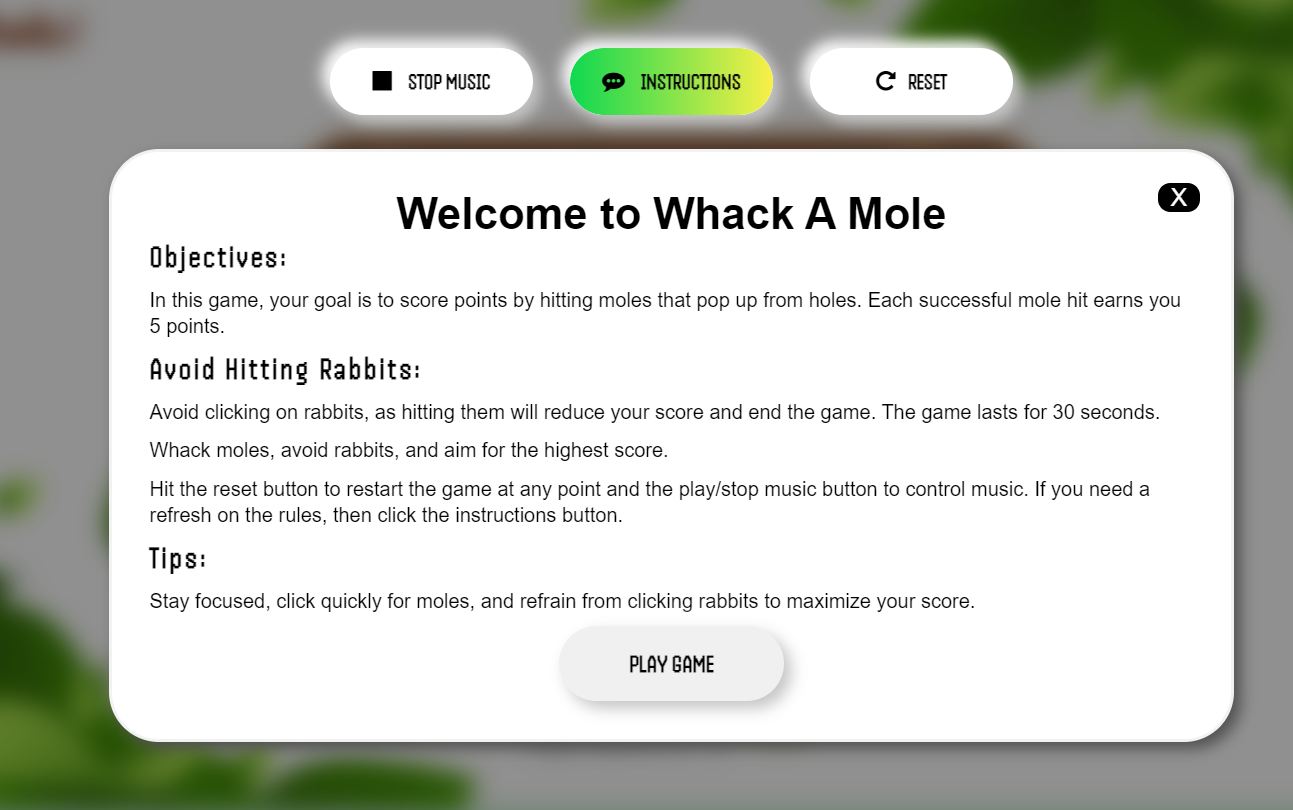 STOP MUSIC
INSTRUCTIONS
RESET
X
Welcome to Whack A Mole
Objectives:
In this game, your goal is to score points by hitting moles that pop up from holes. Each successful mole hit earns you
5 points.
Avoid Hitting Rabbits:
Avoid clicking on rabbits, as hitting them will reduce your score and end the game. The game lasts for 30 seconds.
Whack moles, avoid rabbits, and aim for the highest score.
Hit the reset button to restart the game at any point and the play/stop music button to control music. If you need a
refresh on the rules, then click the instructions button.
Tips:
Stay focused, click quickly for moles, and refrain from clicking rabbits to maximize your score.
PLAY GAME